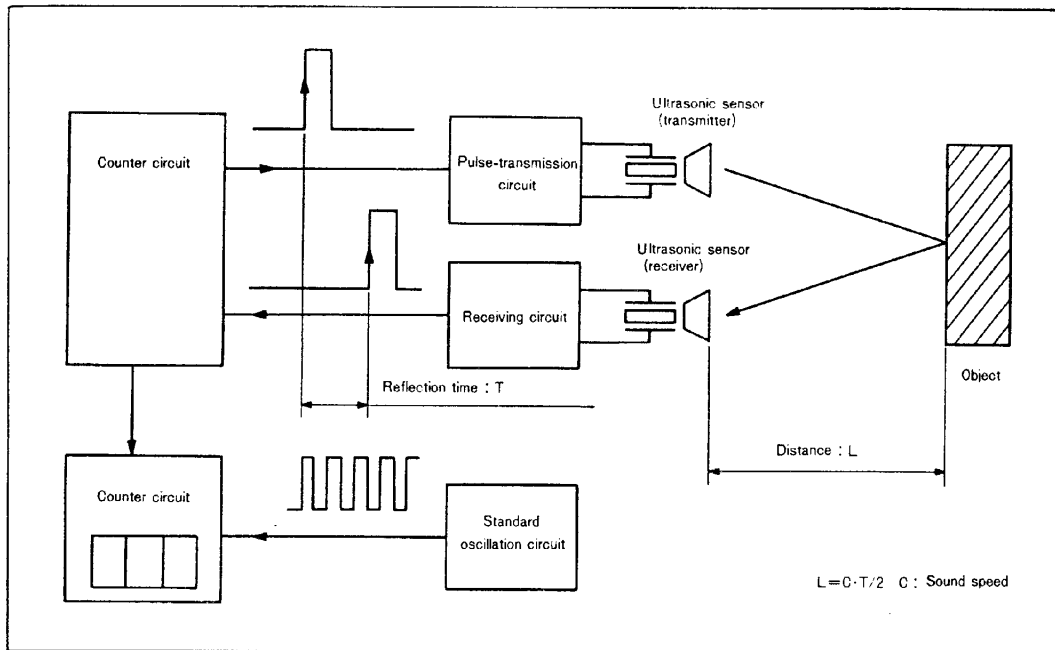 Counter circuit
Pulse-transmission
circuit
Ultrasonic sensor
(transmitter)
Ultrasonic sensor
(receiver)
Receiving circuit
Reflection time : T
Object
Distance : L
Counter circuit
Standard
oscillation circuit
L=C·T/2 C : Sound speed